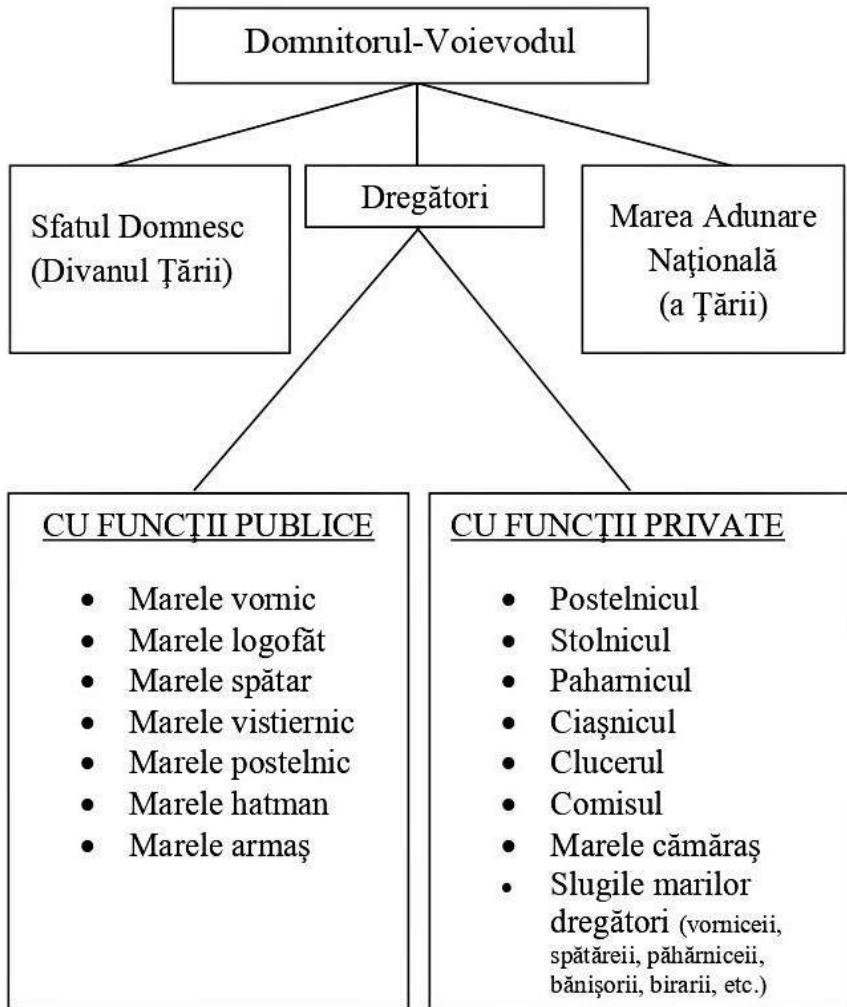 Domnitorul-Voievodul
Sfatul Domnesc
(Divanul Ţării)
Dregători
Marea Adunare
Naţională
(a Ţării)
CU FUNCŢII PUBLICE
• Marele vornic
• Marele logofăt
• Marele spătar
• Marele vistiernic
• Marele postelnic
• Marele hatman
• Marele armaş
CU FUNCŢII PRIVATE
• Postelnicul
• Stolnicul
• Paharnicul
• Ciaşnicul
• Clucerul
• Comisul
• Marele cămăraş
• Slugile marilor
dregători (vorniceii,
spătăreii, păhărniceii,
bănişorii, birarii, etc.)